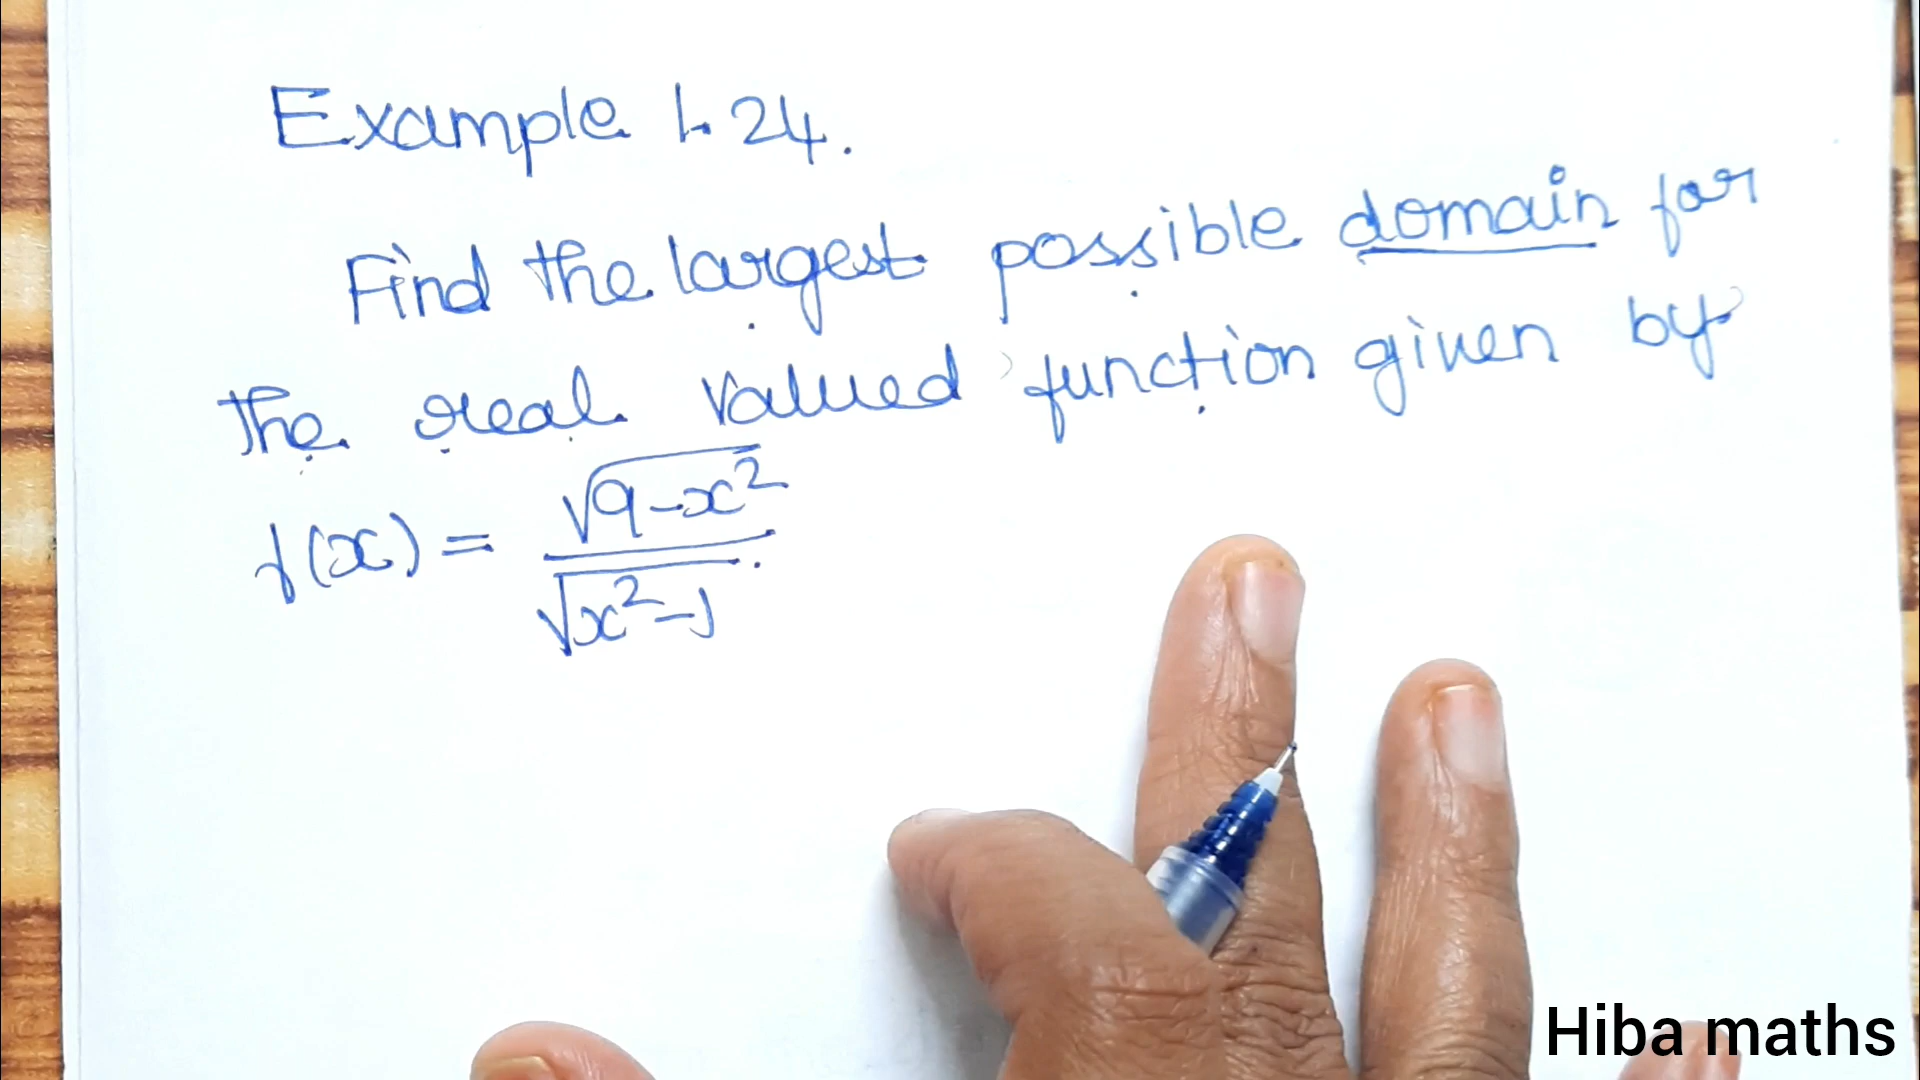 Example 1.24.
Find the largest possible domain for
the real valued function given by
f(x) = √9-x² / √x²-1
Hiba maths